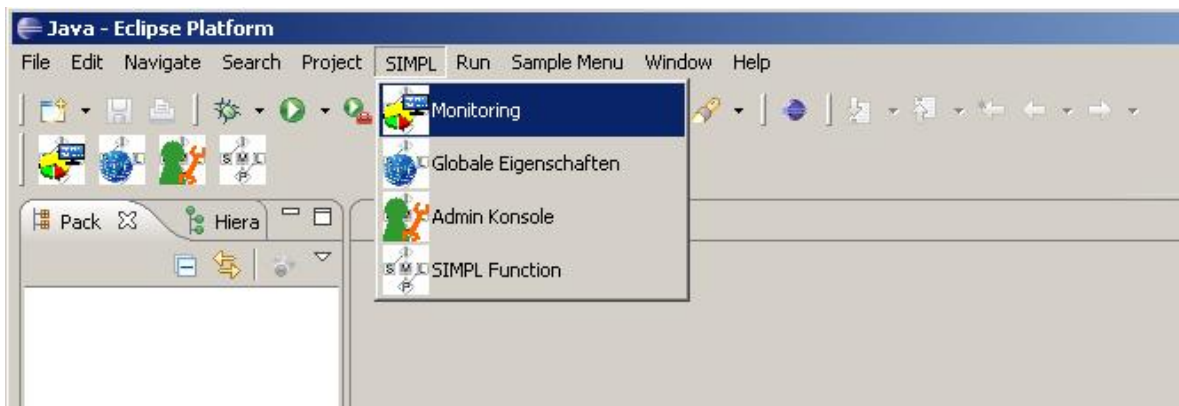 Java - Eclipse Platform
File Edit Navigate Search Project SIMPL Run Sample Menu Window Help
Monitoring
Globale Eigenschaften
Admin Konsole
SIMPL Function
Pack Hiera